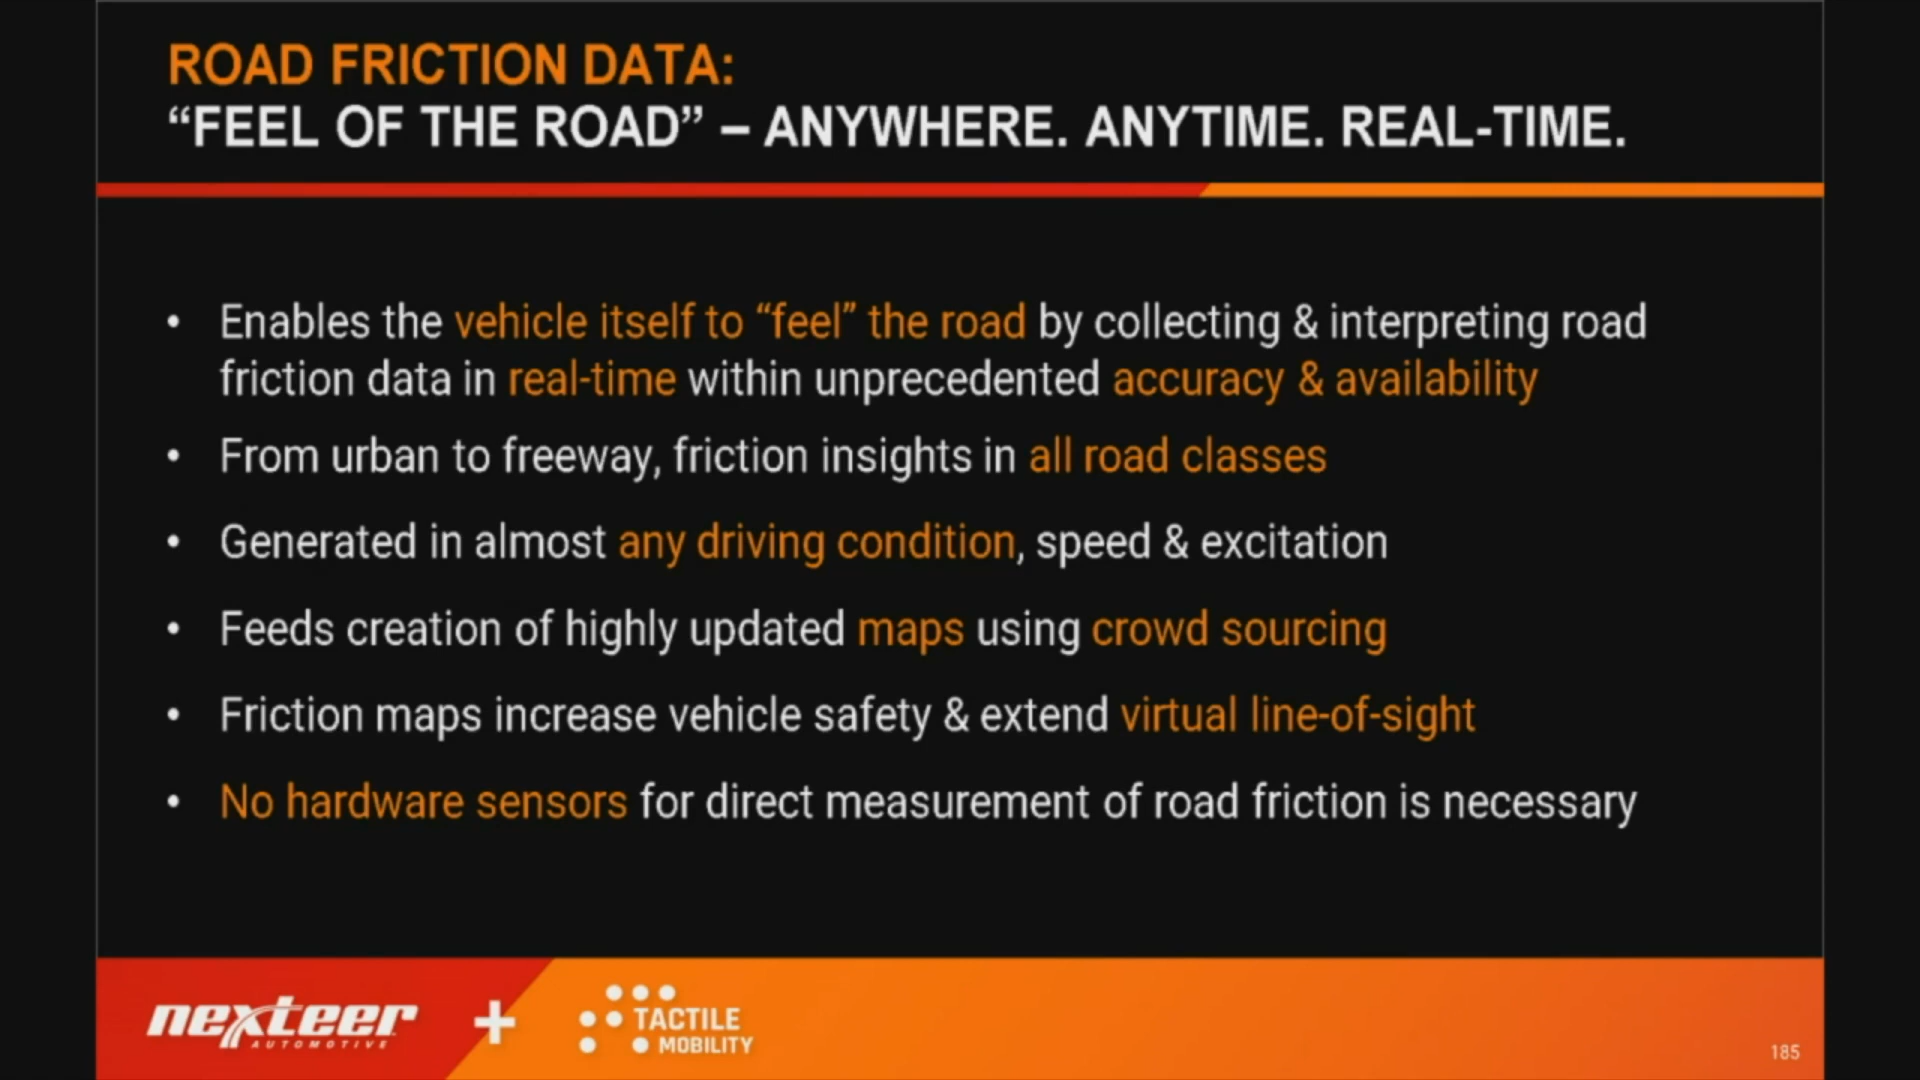 ROAD FRICTION DATA:
“FEEL OF THE ROAD” – ANYWHERE. ANYTIME. REAL-TIME.
• Enables the vehicle itself to “feel” the road by collecting & interpreting road
friction data in real-time within unprecedented accuracy & availability
• From urban to freeway, friction insights in all road classes
• Generated in almost any driving condition, speed & excitation
• Feeds creation of highly updated maps using crowd sourcing
• Friction maps increase vehicle safety & extend virtual line-of-sight
• No hardware sensors for direct measurement of road friction is necessary
nexteer
AUTOMOTIVE
+
TACTILE
MOBILITY
185